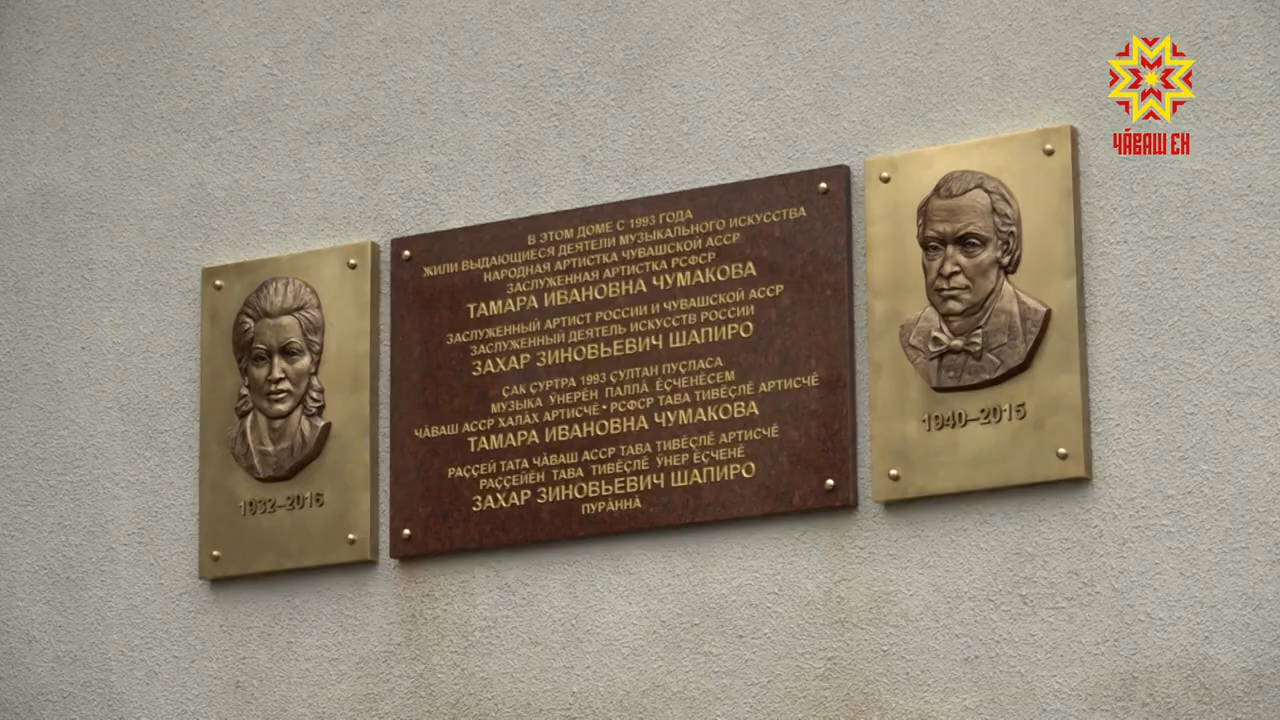 ЧӐВАШ ЕН
В ЭТОМ ДОМЕ С 1993 ГОДА
ЖИЛИ ВЫДАЮЩИЕСЯ ДЕЯТЕЛИ МУЗЫКАЛЬНОГО ИСКУССТВА
НАРОДНАЯ АРТИСТКА ЧУВАШСКОЙ АССР
ЗАСЛУЖЕННАЯ АРТИСТКА РСФСР
ТАМАРА ИВАНОВНА ЧУМАКОВА
ЗАСЛУЖЕННЫЙ АРТИСТ РОССИИ И ЧУВАШСКОЙ АССР
ЗАСЛУЖЕННЫЙ ДЕЯТЕЛЬ ИСКУССТВ РОССИИ
ЗАХАР ЗИНОВЬЕВИЧ ШАПИРО
ҪАК ҪУРТРА 1993 ҪУЛТАН ПУҪЛАСА
МУЗЫКА ӲНЕРӖН ПАЛЛӐ ӖҪЧЕНӖСЕМ
ЧӐВАШ АССР ХАЛӐХ АРТИСЧӖ • РСФСР ТАВА ТИВӖҪЛӖ АРТИСЧӖ
ТАМАРА ИВАНОВНА ЧУМАКОВА
РАҪҪЕЙ ТАТА ЧӐВАШ АССР ТАВА ТИВӖҪЛӖ АРТИСЧӖ
РАҪҪЕЙӖН ТАВА ТИВӖҪЛӖ ӲНЕР ӖҪЧЕНӖ
ЗАХАР ЗИНОВЬЕВИЧ ШАПИРО
ПУРӐННӐ
1932–2016
1940–2015